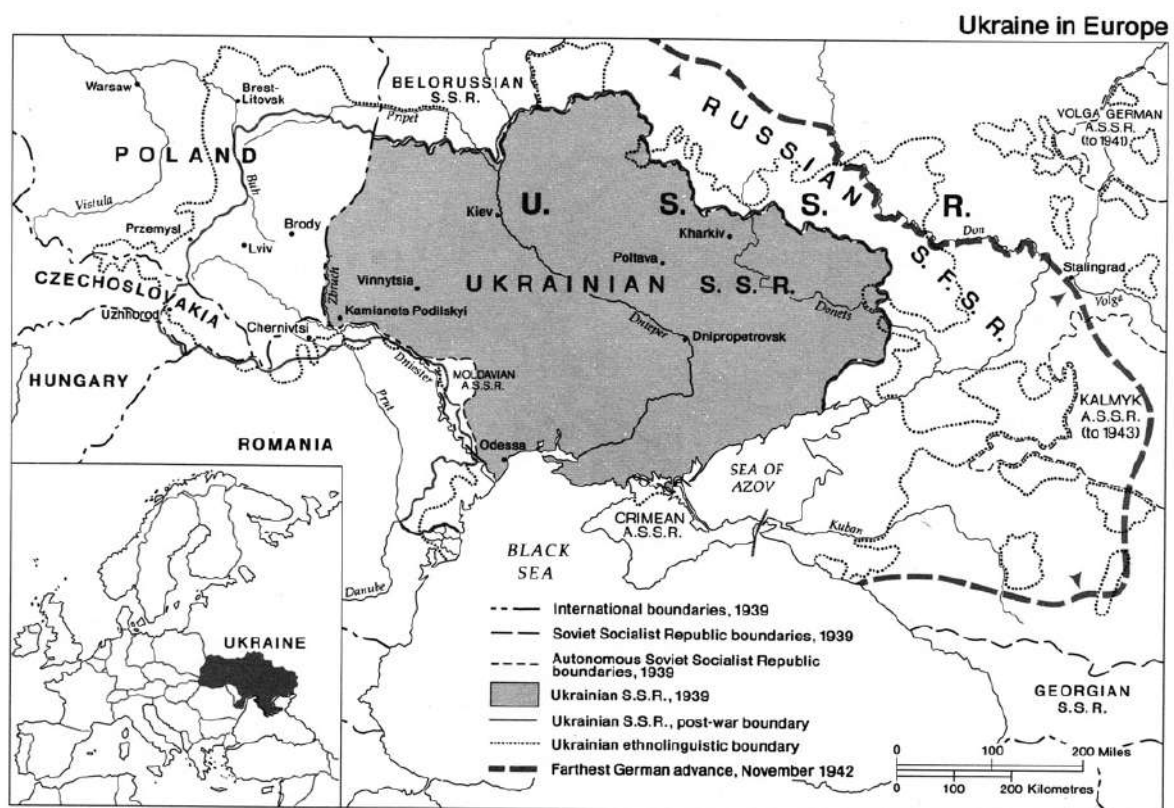 Ukraine in Europe
Warsaw
Brest-
Litovsk
BELORUSSIAN
S.S.R.
Pripet
VOLGA GERMAN
A.S.S.R.
(to 1941)
POLAND
RUSSIAN
S.F.S.R.
Vistula
Buh
Kiev
U. S. S. R.
Don
Przemysl
Brody
Lviv
Kharkiv
Poltava
Stalingrad
Volga
CZECHOSLOVAKIA
Uzhhorod
Zbruch
Vinnytsia
UKRAINIAN S.S.R.
Donets
Kamianets Podilskyi
Chernivtsi
Dnieper
Dnipropetrovsk
HUNGARY
Dniester
MOLDAVIAN
A.S.S.R.
Prut
KALMYK
A.S.S.R.
(to 1943)
ROMANIA
Odessa
SEA OF
AZOV
CRIMEAN
A.S.S.R.
Kuban
BLACK
SEA
Danube
UKRAINE
International boundaries, 1939
Soviet Socialist Republic boundaries, 1939
Autonomous Soviet Socialist Republic
boundaries, 1939
Ukrainian S.S.R., 1939
Ukrainian S.S.R., post-war boundary
Ukrainian ethnolinguistic boundary
Farthest German advance, November 1942
GEORGIAN
S.S.R.
0 100 200 Miles
0 100 200 Kilometres